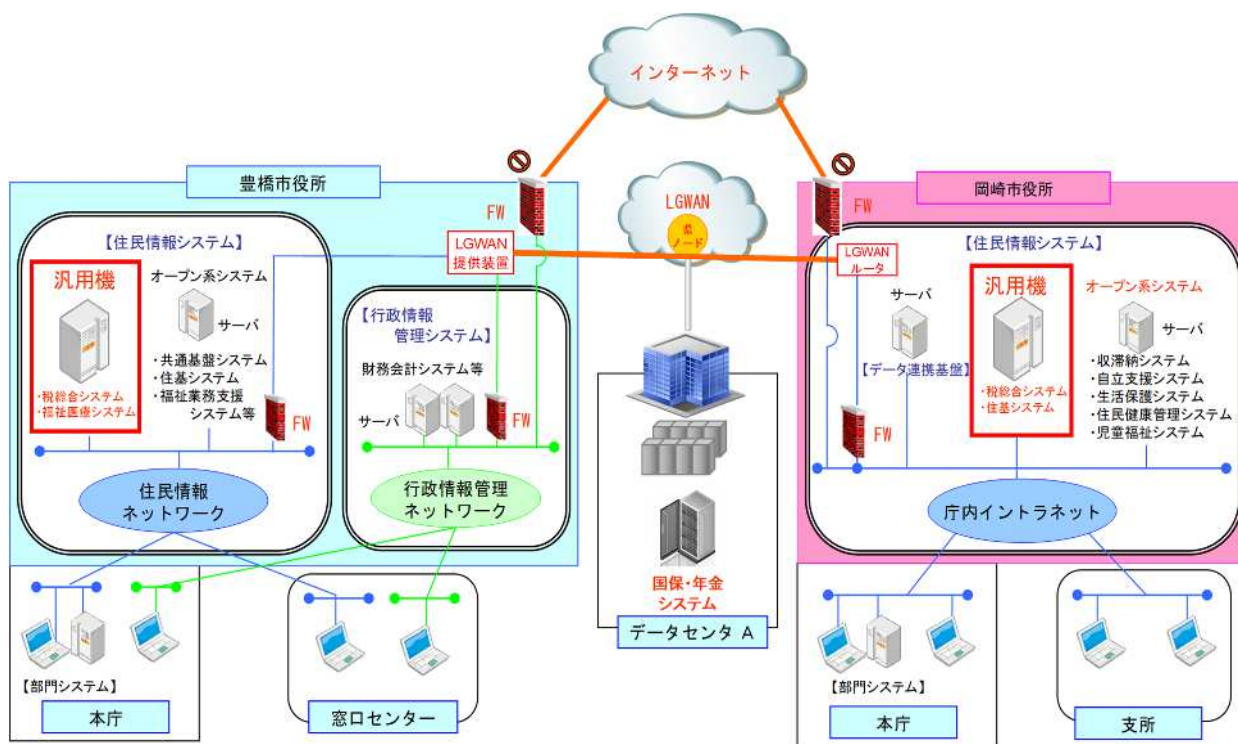 インターネット
豊橋市役所
FW
LGWAN
提供装置
【住民情報システム】
汎用機
・税総合システム
・福祉医療システム
オープン系システム
サーバ
・共通基盤システム
・住基システム
・福祉業務支援
システム等
FW
【行政情報
管理システム】
財務会計システム等
サーバ
FW
住民情報
ネットワーク
行政情報管理
ネットワーク
【部門システム】
本庁
窓口センター
LGWAN
県
ノード
国保・年金
システム
データセンタ A
岡崎市役所
FW
LGWAN
ルータ
【住民情報システム】
サーバ
【データ連携基盤】
FW
汎用機
・税総合システム
・住基システム
オープン系システム
サーバ
・収滞納システム
・自立支援システム
・生活保護システム
・住民健康管理システム
・児童福祉システム
庁内イントラネット
【部門システム】
本庁
支所